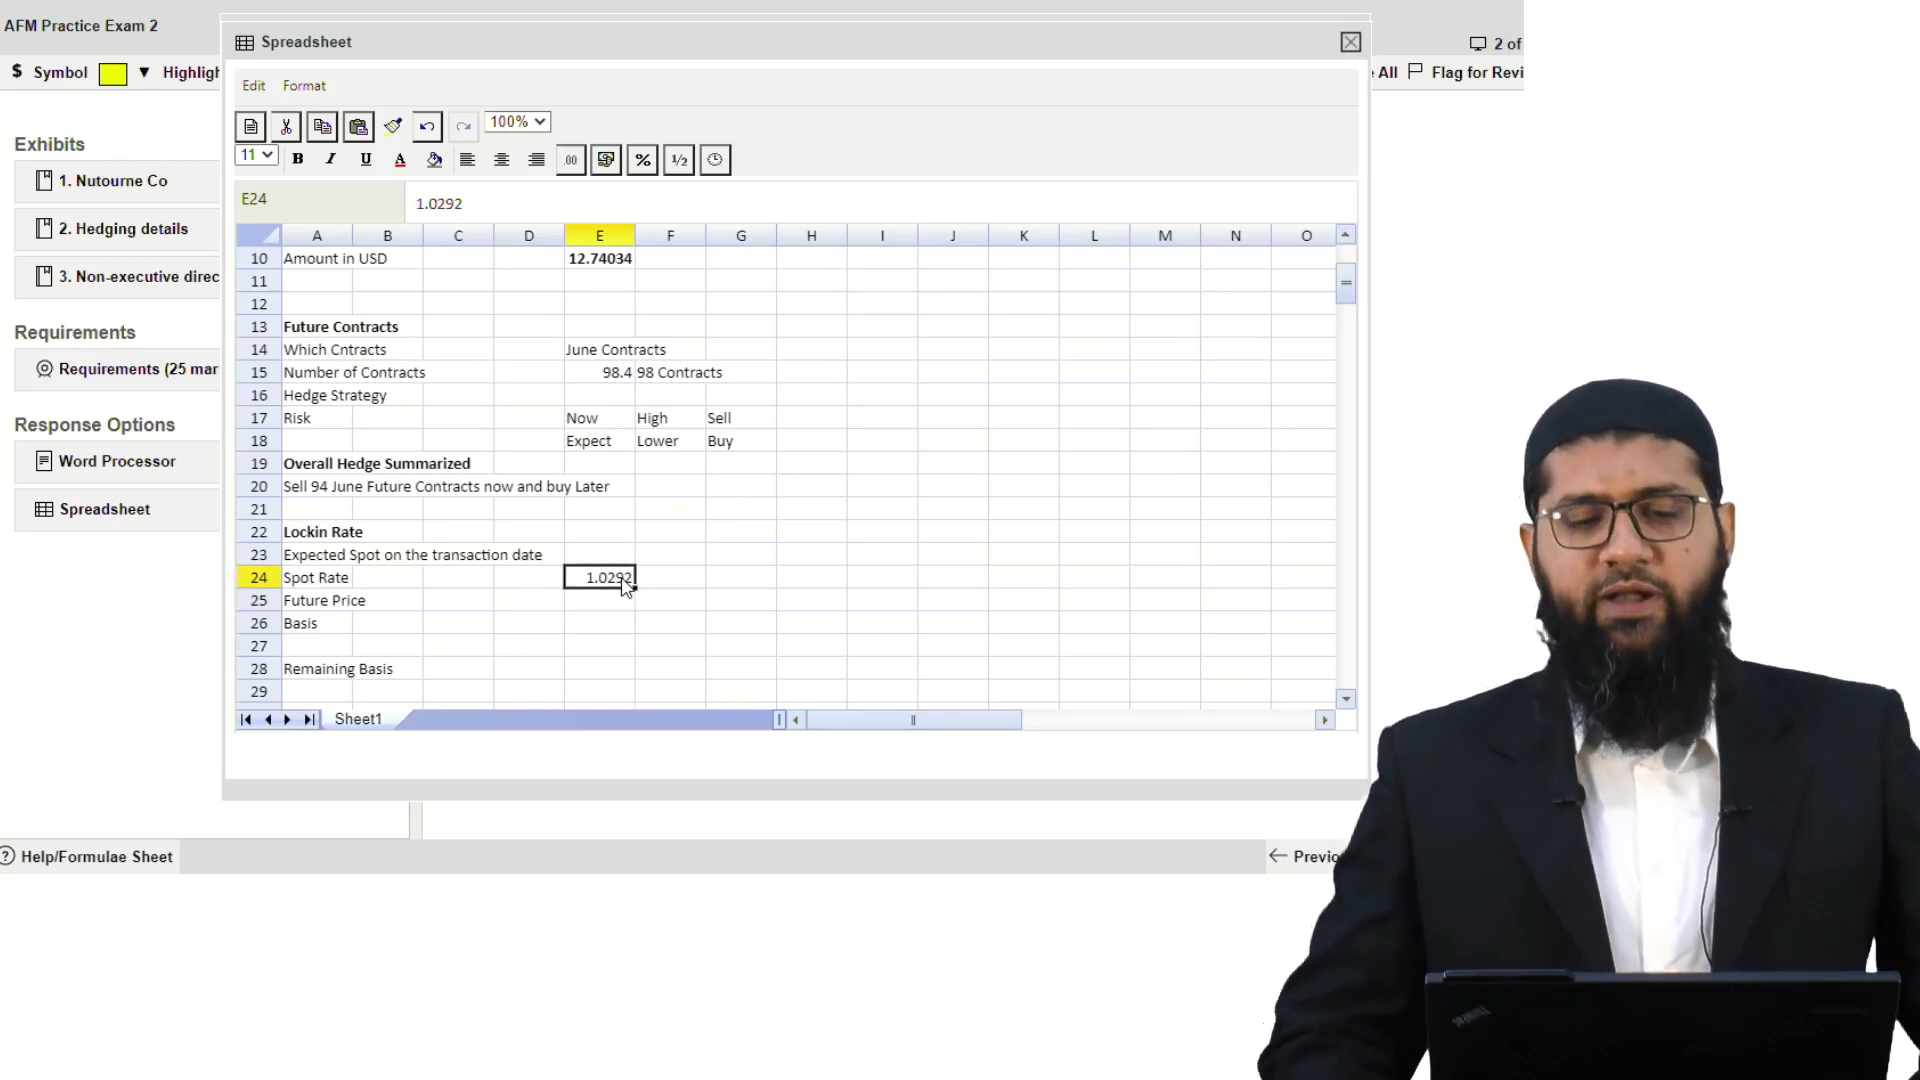 AFM Practice Exam 2
Spreadsheet
2 of
$ Symbol
Highligh
All
Flag for Revi
Edit Format
100%
11 B I U A .00 % 1/2
E24 1.0292
Exhibits
1. Nutourne Co
2. Hedging details
3. Non-executive direc
Requirements
Requirements (25 mar
Response Options
Word Processor
Spreadsheet
A B C D E F G H I J K L M N O
10 Amount in USD 12.74034
11
12
13 Future Contracts
14 Which Cntracts June Contracts
15 Number of Contracts 98.4 98 Contracts
16 Hedge Strategy
17 Risk Now High Sell
18 Expect Lower Buy
19 Overall Hedge Summarized
20 Sell 94 June Future Contracts now and buy Later
21
22 Lockin Rate
23 Expected Spot on the transaction date
24 Spot Rate 1.0292
25 Future Price
26 Basis
27
28 Remaining Basis
29
Sheet1
? Help/Formulae Sheet
Previo